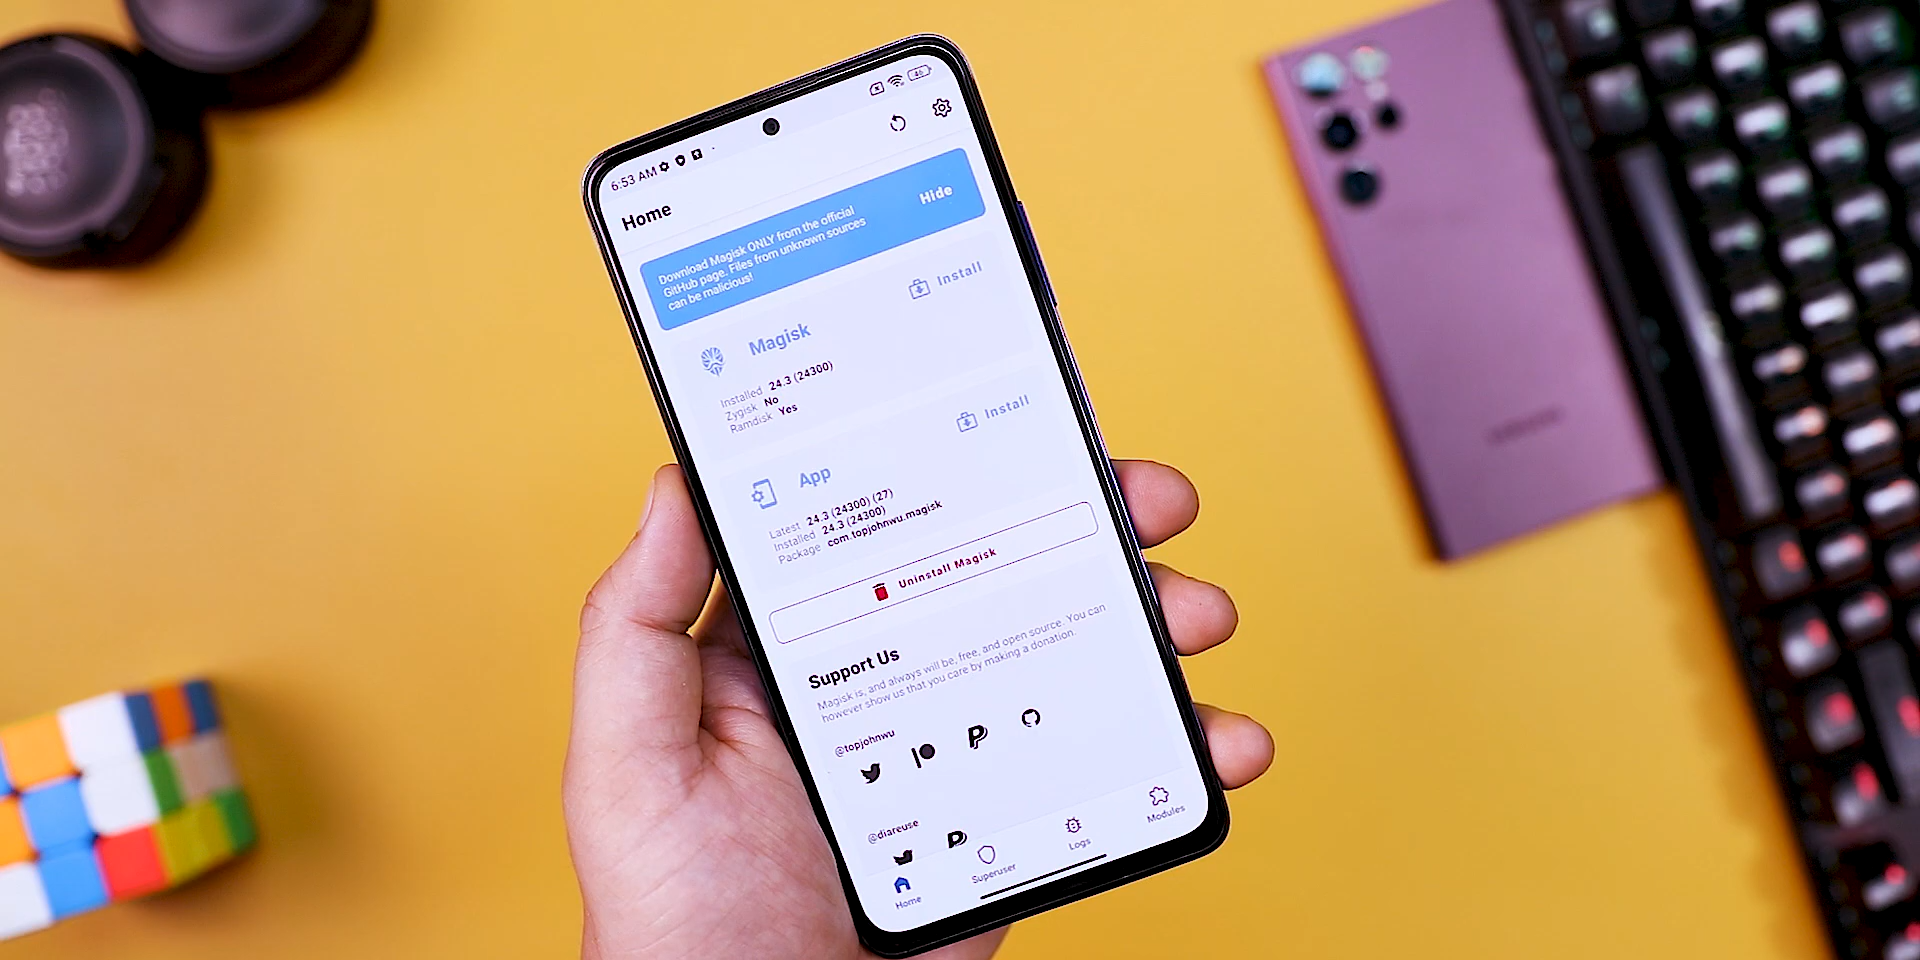 6:53 AM
46
Home
Download Magisk ONLY from the official
GitHub page. Files from unknown sources
can be malicious!
Hide
Magisk
Install
Installed 24.3 (24300)
Zygisk No
Ramdisk Yes
App
Install
Latest 24.3 (24300) (27)
Installed 24.3 (24300)
Package com.topjohnwu.magisk
Uninstall Magisk
Support Us
Magisk is, and always will be, free, and open source. You can
however show us that you care by making a donation.
@topjohnwu
@diareuse
Home
Superuser
Logs
Modules
SAMSUNG